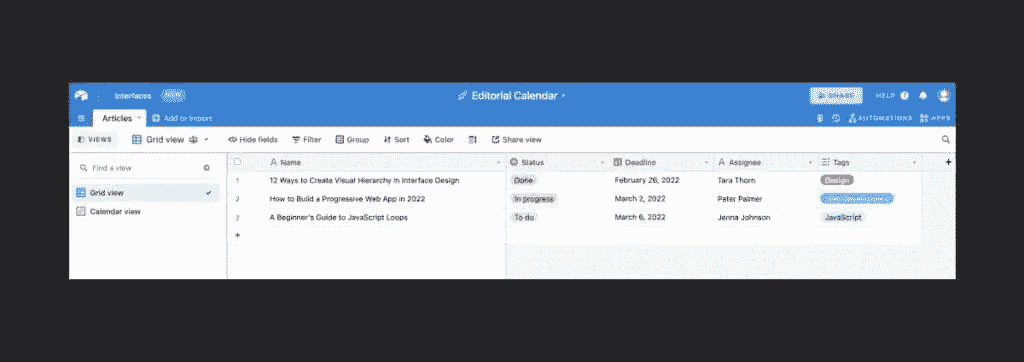 Interfaces NEW Editorial Calendar SHARE HELP
Articles Add or import AUTOMATIONS APPS
VIEWS Grid view Hide fields Filter Group Sort Color Share view
Find a view Name Status Deadline Assignee Tags
Grid view 1 12 Ways to Create Visual Hierarchy in Interface Design Done February 26, 2022 Tara Thorn Design
Calendar view 2 How to Build a Progressive Web App in 2022 In progress March 2, 2022 Peter Palmer
3 A Beginner's Guide to JavaScript Loops To do March 6, 2022 Jenna Johnson JavaScript